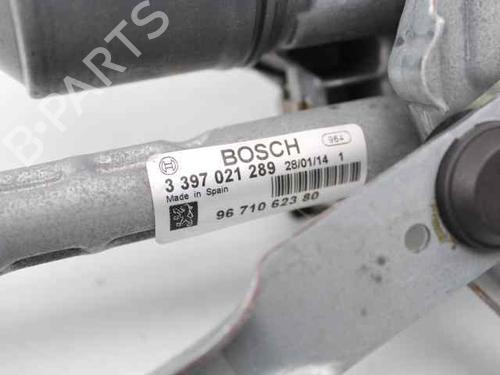 B-PARTS
BOSCH
964
3 397 021 289 28/01/14 1
Made in Spain
96 710 623 80